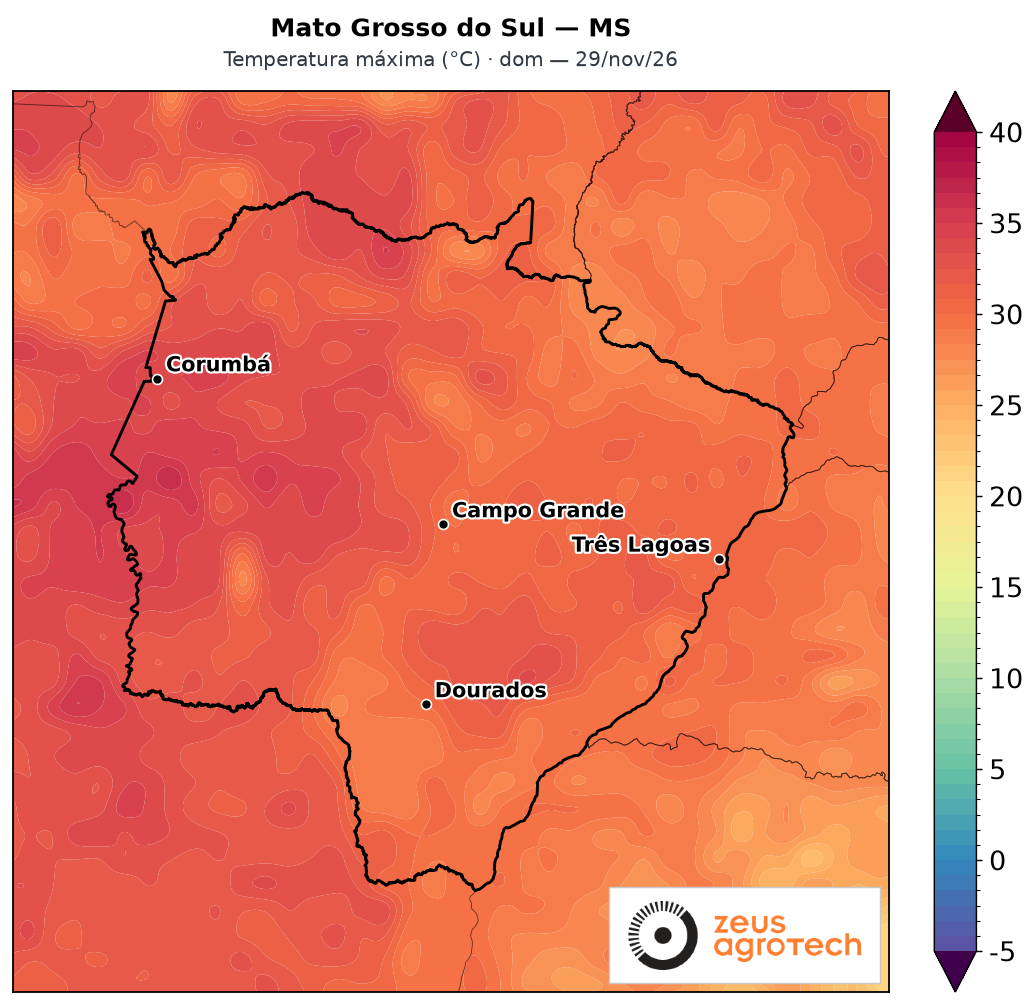 Mato Grosso do Sul — MS
Temperatura máxima (°C) · dom — 29/nov/26
Corumbá
Campo Grande
Três Lagoas
Dourados
40
35
30
25
20
15
10
5
0
-5
zeus
agrotech